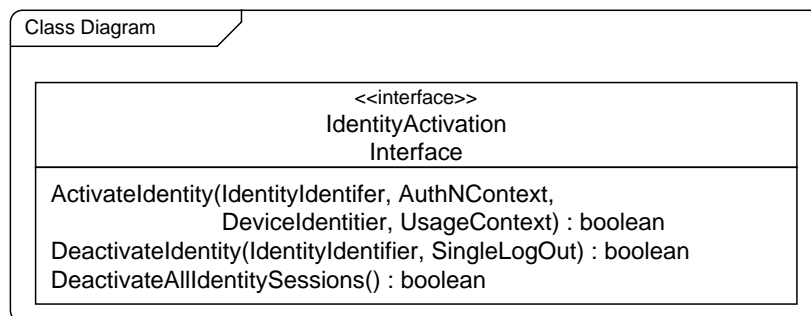 Class Diagram
<<interface>>
IdentityActivation
Interface
ActivateIdentity(IdentityIdentifer, AuthNContext,
DeviceIdentitier, UsageContext) : boolean
DeactivateIdentity(IdentityIdentifier, SingleLogOut) : boolean
DeactivateAllIdentitySessions() : boolean